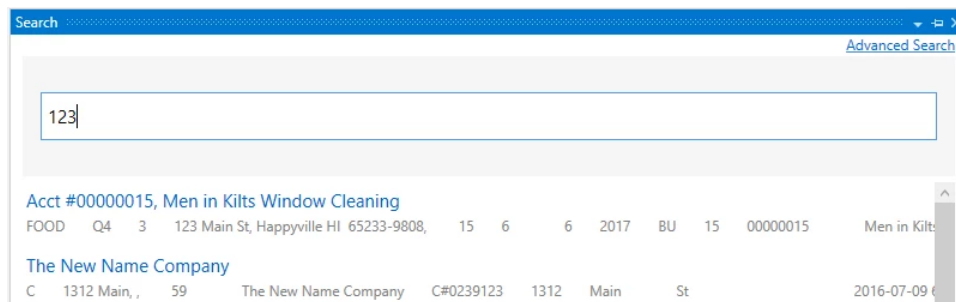 Search
Advanced Search
123
Acct #00000015, Men in Kilts Window Cleaning
FOOD Q4 3 123 Main St, Happyville HI 65233-9808, 15 6 6 2017 BU 15 00000015 Men in Kilts
The New Name Company
C 1312 Main, , 59 The New Name Company C#0239123 1312 Main St 2016-07-09 6